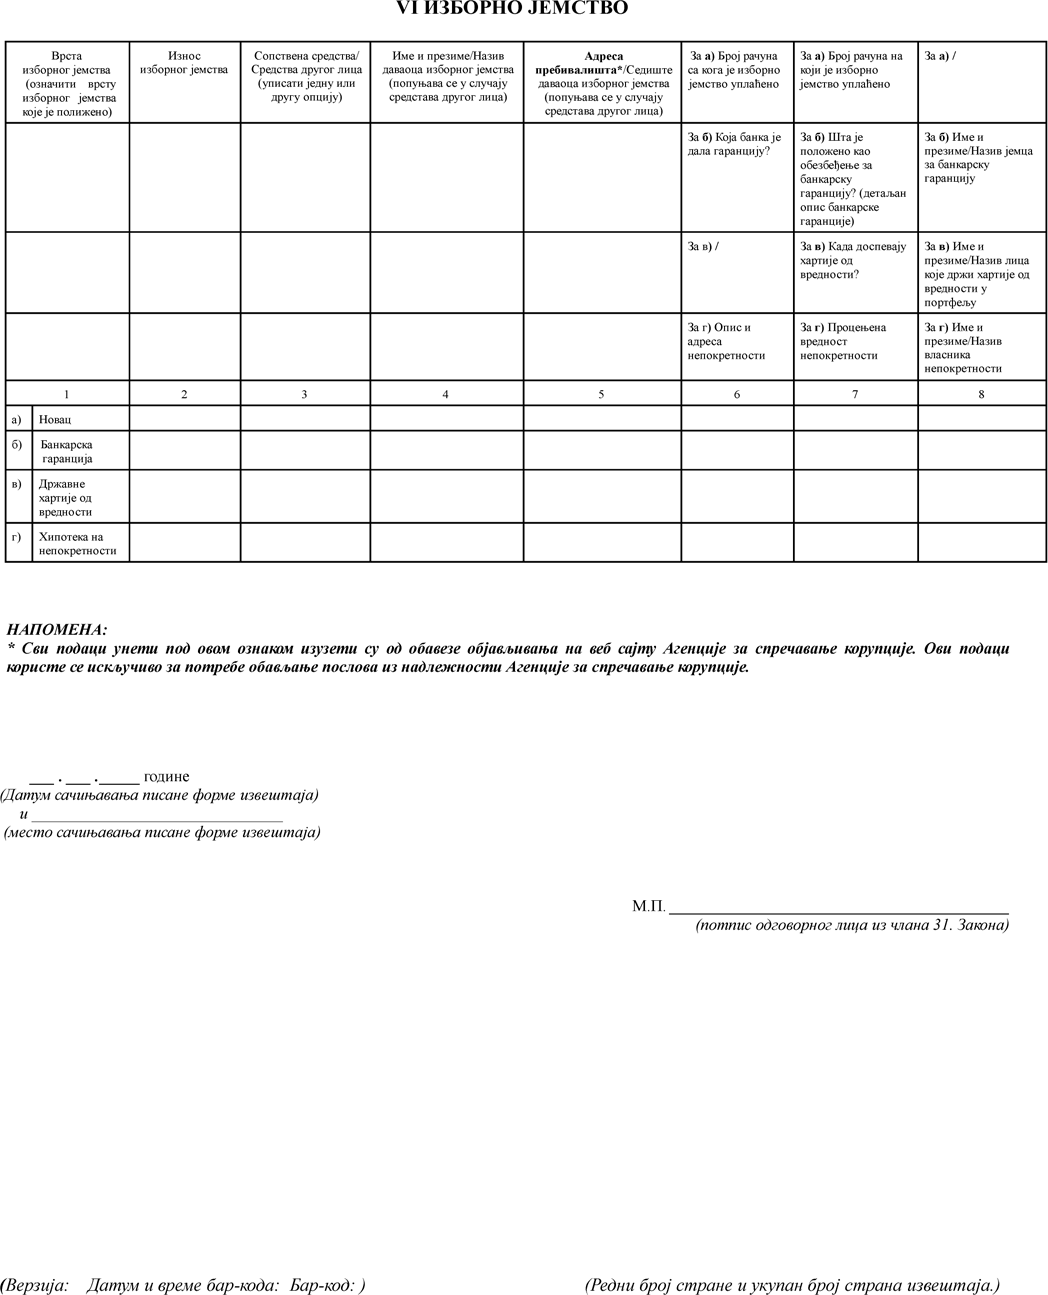 VI ИЗБОРНО ЈЕМСТВО
Врста
изборног јемства
(означити врсту
изборног јемства
које је полижено)
Износ
изборног јемства
Сопствена средства/
Средства другог лица
(уписати једну или
другу опцију)
Име и презиме/Назив
даваоца изборног јемства
(попуњава се у случају
средстава другог лица)
Адреса
пребивалишта*/Седиште
даваоца изборног јемства
(попуњава се у случају
средстава другог лица)
За а) Број рачуна
са кога је изборно
јемство уплаћено
За а) Број рачуна на
који је изборно
јемство уплаћено
За а) /
За б) Која банка је
дала гаранцију?
За б) Шта је
положено као
обезбеђење за
банкарску
гаранцију? (детаљан
опис банкарске
гаранције)
За б) Име и
презиме/Назив јемца
за банкарску
гаранцију
За в) /
За в) Када доспевају
хартије од
вредности?
За в) Име и
презиме/Назив лица
које држи хартије од
вредности у
портфељу
За г) Опис и
адреса
непокретности
За г) Процењена
вредност
непокретности
За г) Име и
презиме/Назив
власника
непокретности
1 2 3 4 5 6 7 8
а) Новац
б) Банкарска
гаранција
в) Државне
хартије од
вредности
г) Хипотека на
непокретности
НАПОМЕНА:
* Сви подаци унети под овом ознаком изузети су од обавезе објављивања на веб сајту Агенције за спречавање корупције. Ови подаци
користе се искључиво за потребе обављање послова из надлежности Агенције за спречавање корупције.
___ . ___ ._____ године
(Датум сачињавања писане форме извештаја)
и _______________________________
(место сачињавања писане форме извештаја)
М.П. __________________________________________
(потпис одговорног лица из члана 31. Закона)
(Верзија: Датум и време бар-кода: Бар-код: ) (Редни број стране и укупан број страна извештаја.)